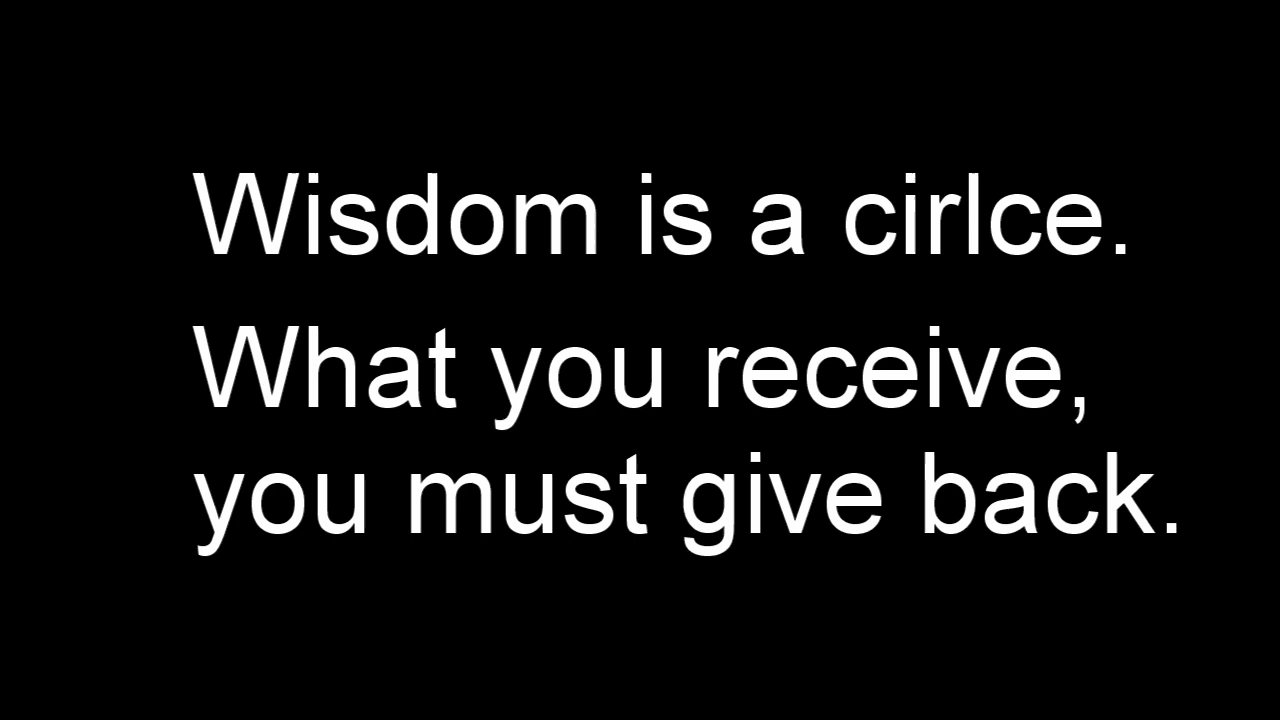 Wisdom is a cirlce.
What you receive,
you must give back.